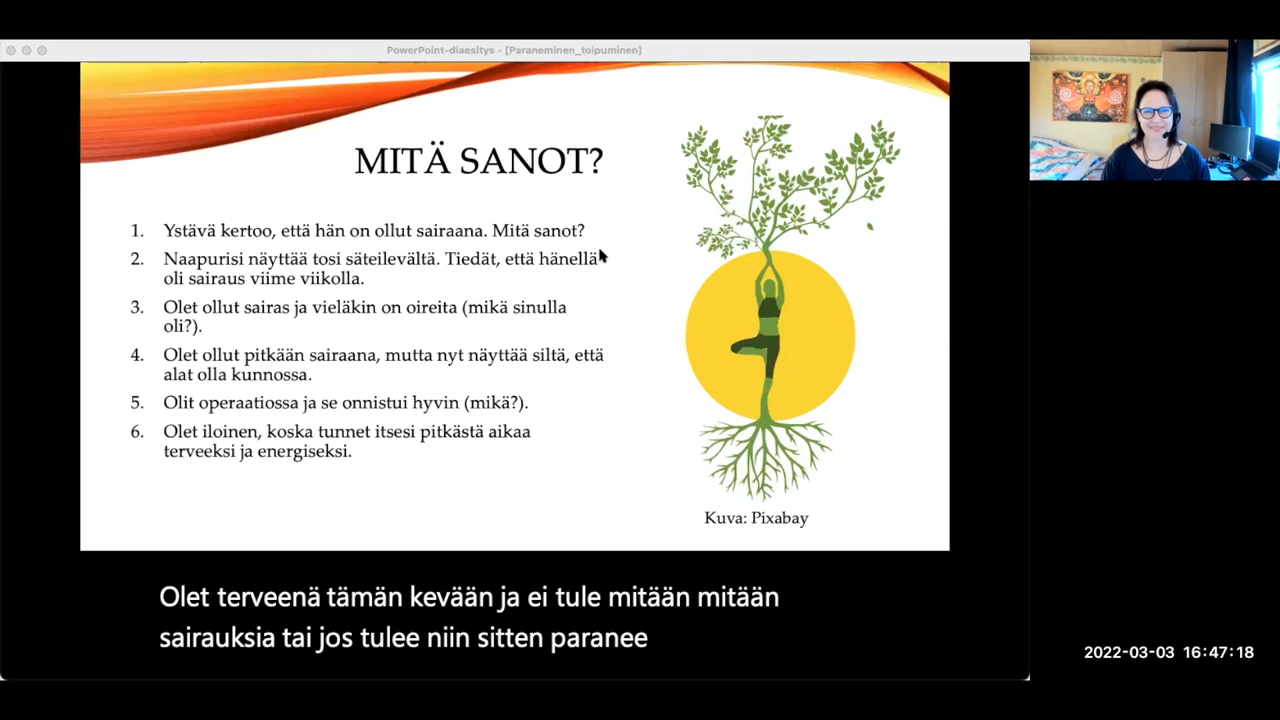 PowerPoint-diaesitys - [Paraneminen_toipuminen]
MITÄ SANOT?
1. Ystävä kertoo, että hän on ollut sairaana. Mitä sanot?
2. Naapurisi näyttää tosi säteilevältä. Tiedät, että hänellä
oli sairaus viime viikolla.
3. Olet ollut sairas ja vieläkin on oireita (mikä sinulla
oli?).
4. Olet ollut pitkään sairaana, mutta nyt näyttää siltä, että
alat olla kunnossa.
5. Olit operaatiossa ja se onnistui hyvin (mikä?).
6. Olet iloinen, koska tunnet itsesi pitkästä aikaa
terveeksi ja energiseksi.
Kuva: Pixabay
Olet terveenä tämän kevään ja ei tule mitään mitään
sairauksia tai jos tulee niin sitten paranee
2022-03-03 16:47:18